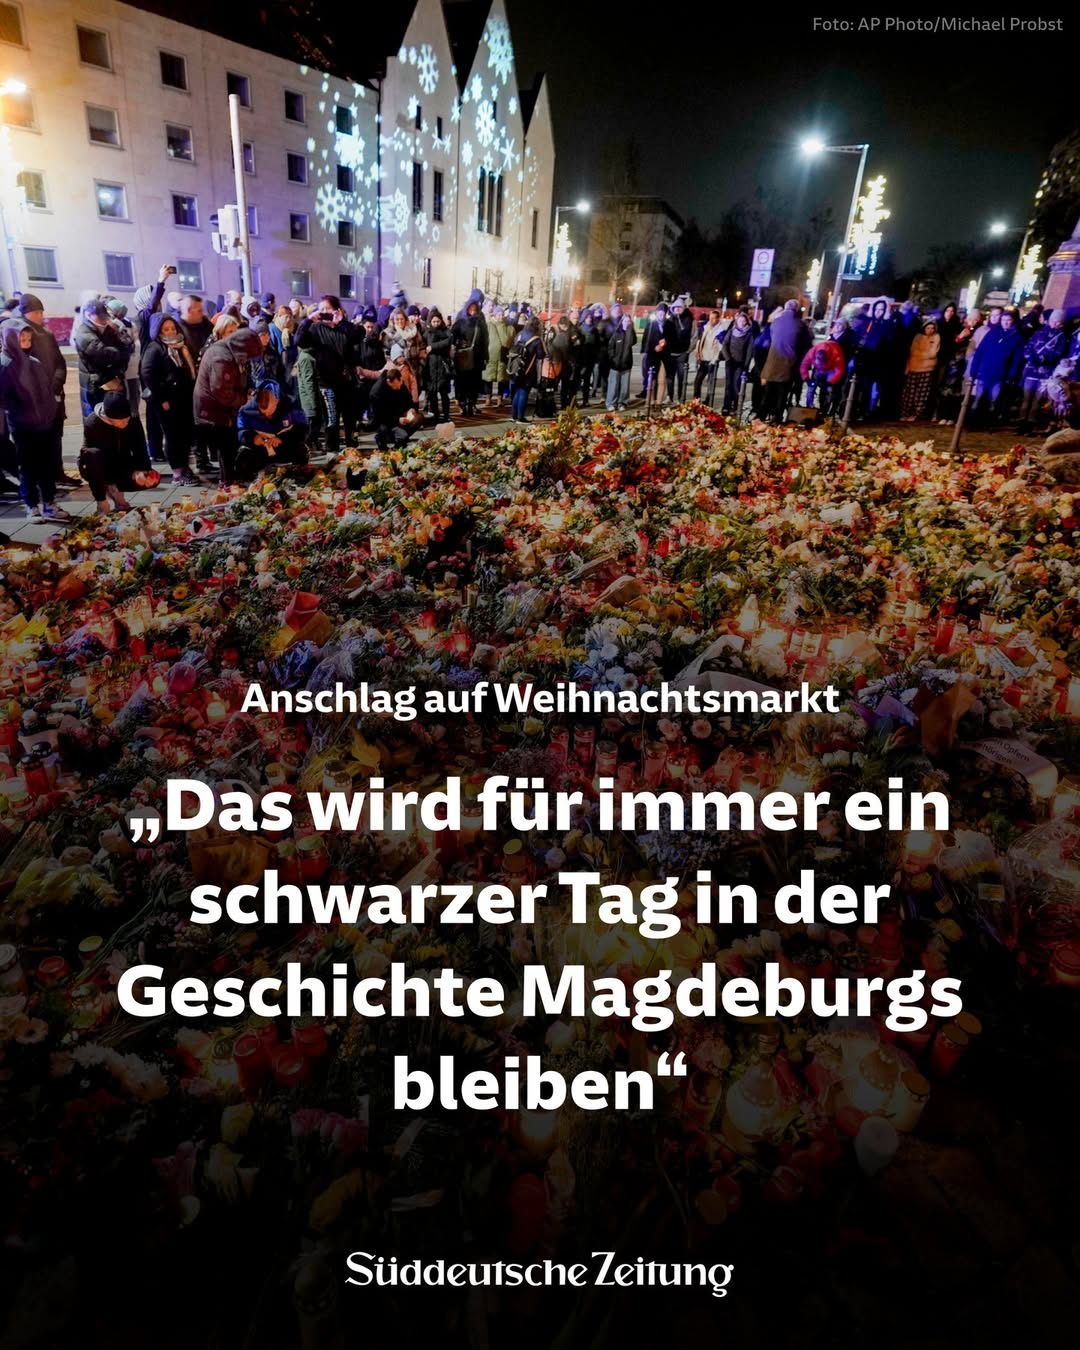 Foto: AP Photo/Michael Probst
Anschlag auf Weihnachtsmarkt
„Das wird für immer ein
schwarzer Tag in der
Geschichte Magdeburgs
bleiben“
Süddeutsche Zeitung